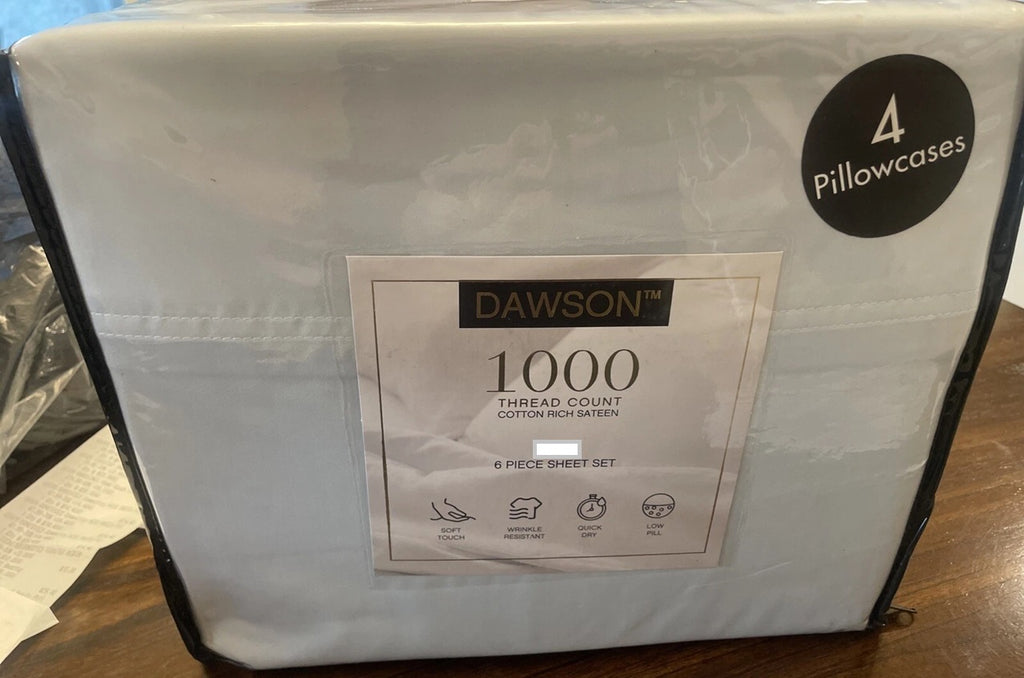 4
Pillowcases
DAWSON™
1000
THREAD COUNT
COTTON RICH SATEEN
6 PIECE SHEET SET
SOFT
TOUCH
WRINKLE
RESISTANT
QUICK
DRY
LOW
PILL